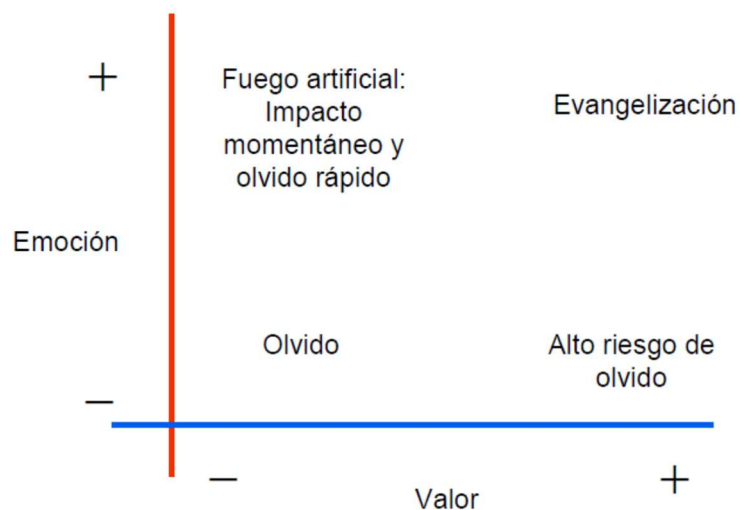 +
Fuego artificial:
Impacto
momentáneo y
olvido rápido
Evangelización
Emoción
Olvido
Alto riesgo de
olvido
–
–
+
Valor